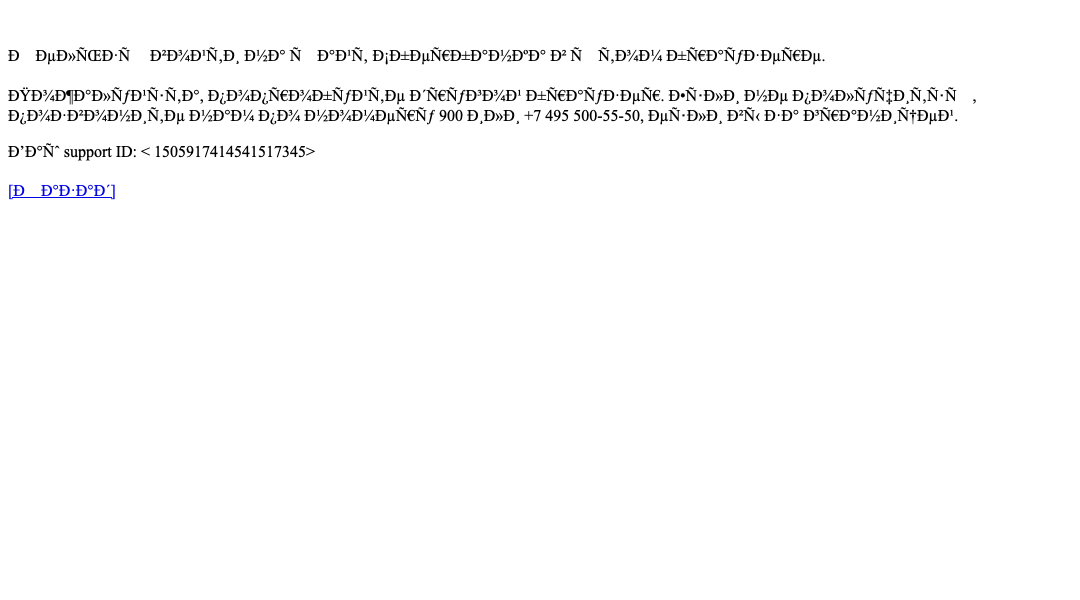 Ð    ÐµÐ»ÑŒÐ·Ñ     Ð²Ð¾Ð¹Ñ‚Ð¸ Ð½Ð° Ñ    Ð°Ð¹Ñ‚ Ð¡Ð±ÐµÑ€Ð±Ð°Ð½ÐºÐ° Ð² Ñ    Ñ‚Ð¾Ð¼ Ð±Ñ€Ð°ÑƒÐ·ÐµÑ€Ðµ.
ÐŸÐ¾Ð¶Ð°Ð»ÑƒÐ¹Ñ·Ñ‚Ð°, Ð¿Ð¾Ð¿Ñ€Ð¾Ð±ÑƒÐ¹Ñ‚Ðµ Ð´Ñ€ÑƒÐ³Ð¾Ð¹ Ð±Ñ€Ð°ÑƒÐ·ÐµÑ€. Ð•Ñ·Ð»Ð¸ Ð½Ðµ Ð¿Ð¾Ð»ÑƒÑ‡Ð¸Ñ‚Ñ·Ñ    ,
Ð¿Ð¾Ð·Ð²Ð¾Ð½Ð¸Ñ‚Ðµ Ð½Ð°Ð¼ Ð¿Ð¾ Ð½Ð¾Ð¼ÐµÑ€Ñƒ 900 Ð¸Ð»Ð¸ +7 495 500-55-50, ÐµÑ·Ð»Ð¸ Ð²Ñ‹ Ð·Ð° Ð³Ñ€Ð°Ð½Ð¸Ñ†ÐµÐ¹.
Ð’Ð°Ñˆ support ID: < 1505917414541517345>
[Ð    Ð°Ð·Ð°Ð´]